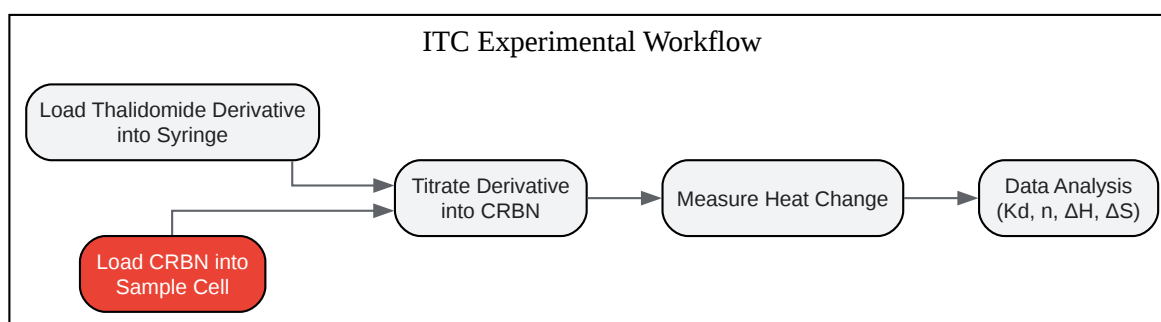 ITC Experimental Workflow
Load Thalidomide Derivative
into Syringe
Load CRBN into
Sample Cell
Titrate Derivative
into CRBN
Measure Heat Change
Data Analysis
(Kd, n, ΔH, ΔS)